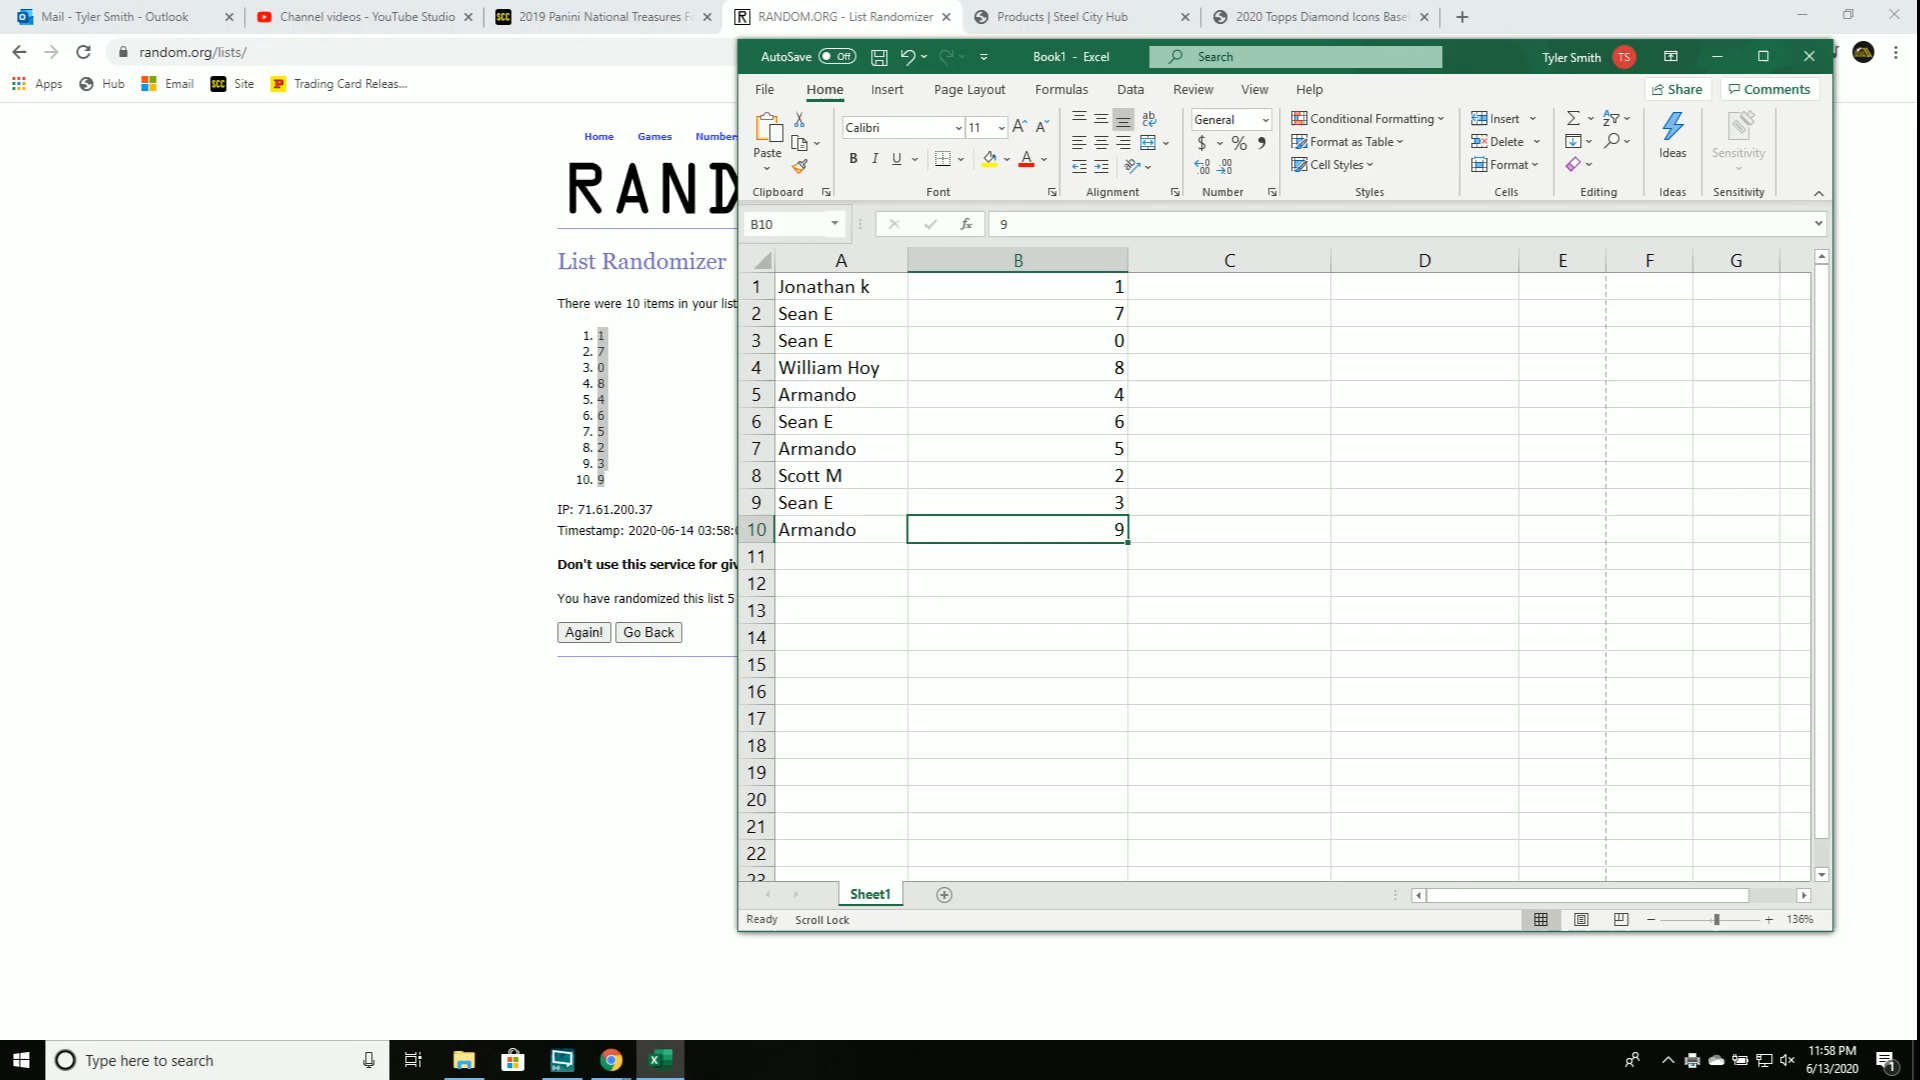 Mail - Tyler Smith - Outlook
Channel videos - YouTube Studio
SCC 2019 Panini National Treasures F
R RANDOM.ORG - List Randomizer
Products | Steel City Hub
2020 Topps Diamond Icons Base
random.org/lists/
Apps
Hub
Email
SCC Site
Trading Card Releas...
Home Games Numbers
RAND
List Randomizer
There were 10 items in your list
1. 1
2. 7
3. 0
4. 8
5. 4
6. 6
7. 5
8. 2
9. 3
10. 9
IP: 71.61.200.37
Timestamp: 2020-06-14 03:58:
Don't use this service for giv
You have randomized this list 5
Again! Go Back
AutoSave Off
Book1 - Excel
Search
Tyler Smith TS
File Home Insert Page Layout Formulas Data Review View Help Share Comments
Paste
Clipboard
Calibri 11
B I U
Font
Alignment
General
$ % 9
Number
Conditional Formatting
Format as Table
Cell Styles
Styles
Insert
Delete
Format
Cells
Editing
Ideas
Ideas
Sensitivity
Sensitivity
B10 fx 9
A B C D E F G
1 Jonathan k 1
2 Sean E 7
3 Sean E 0
4 William Hoy 8
5 Armando 4
6 Sean E 6
7 Armando 5
8 Scott M 2
9 Sean E 3
10 Armando 9
11
12
13
14
15
16
17
18
19
20
21
22
23
Sheet1
Ready Scroll Lock 136%
Type here to search
11:58 PM
6/13/2020
1